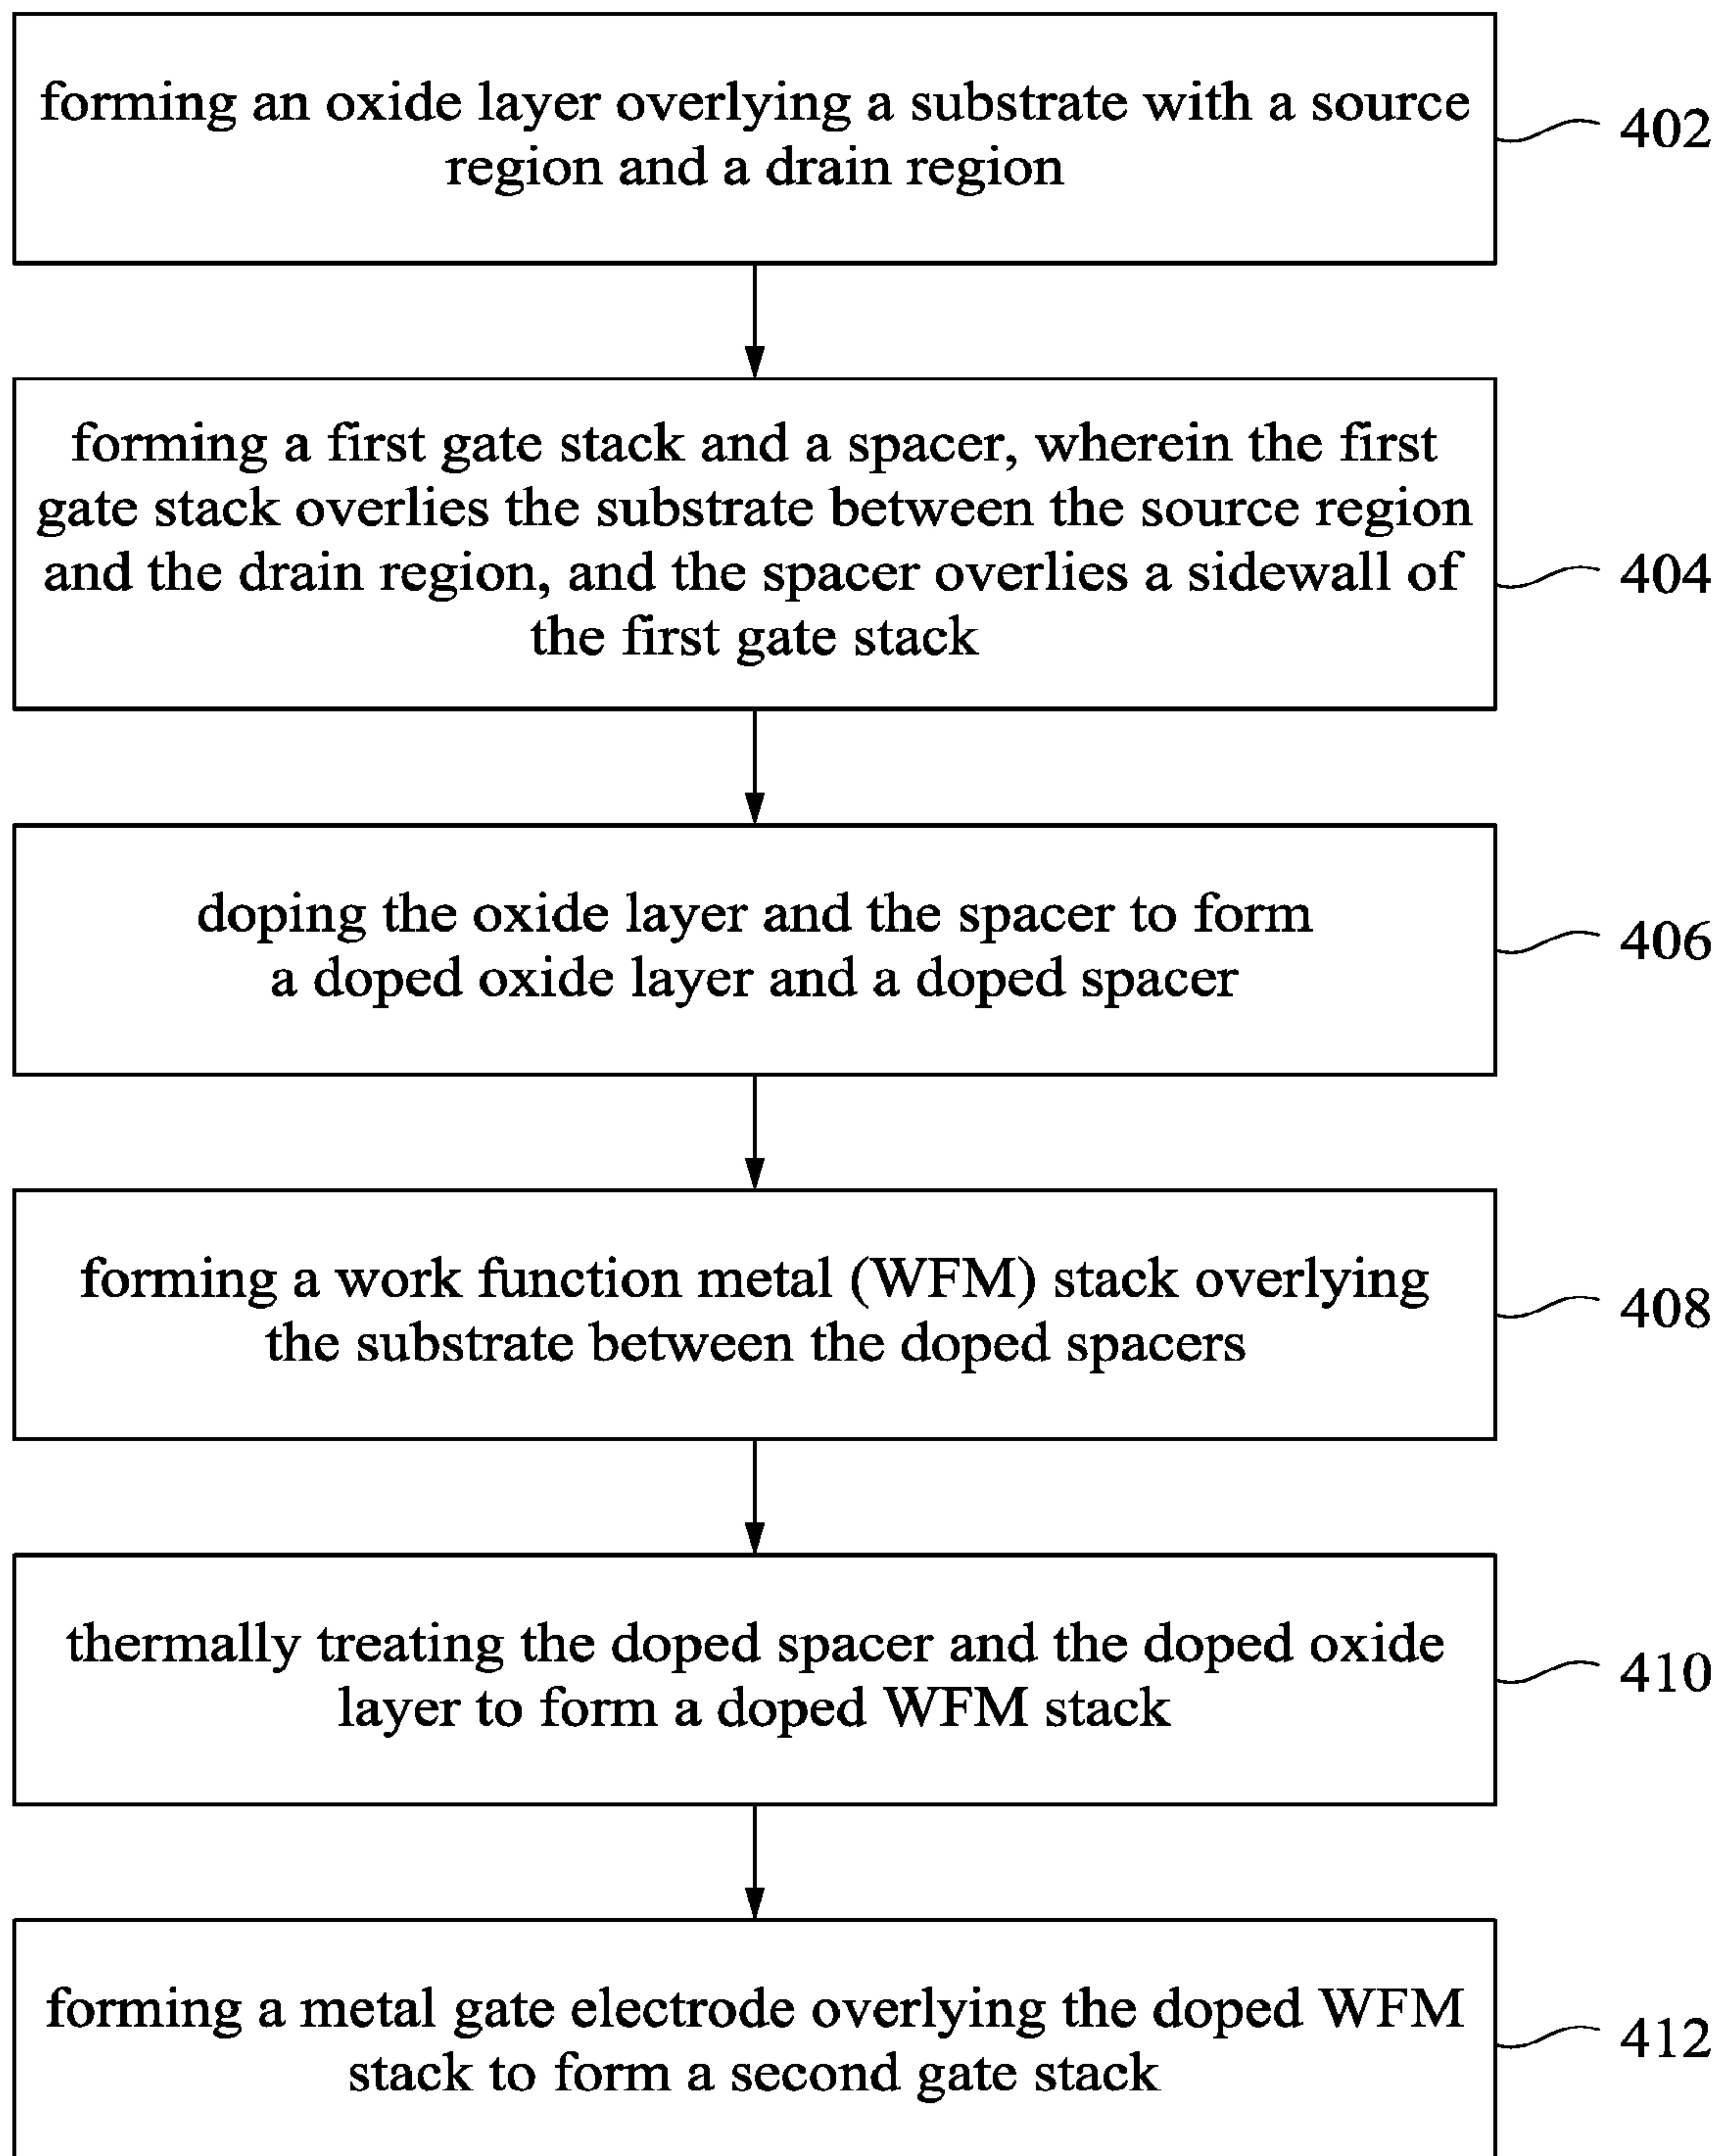 forming an oxide layer overlying a substrate with a source
region and a drain region
402
forming a first gate stack and a spacer, wherein the first
gate stack overlies the substrate between the source region
and the drain region, and the spacer overlies a sidewall of
the first gate stack
404
doping the oxide layer and the spacer to form
a doped oxide layer and a doped spacer
406
forming a work function metal (WFM) stack overlying
the substrate between the doped spacers
408
thermally treating the doped spacer and the doped oxide
layer to form a doped WFM stack
410
forming a metal gate electrode overlying the doped WFM
stack to form a second gate stack
412